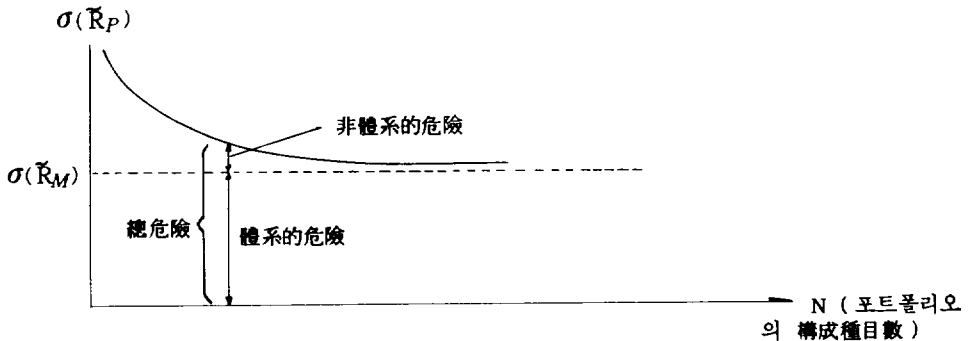 σ(R̃P)
非體系的危險
σ(R̃M)
總危險
體系的危險
N (포트폴리오
의 構成種目數)